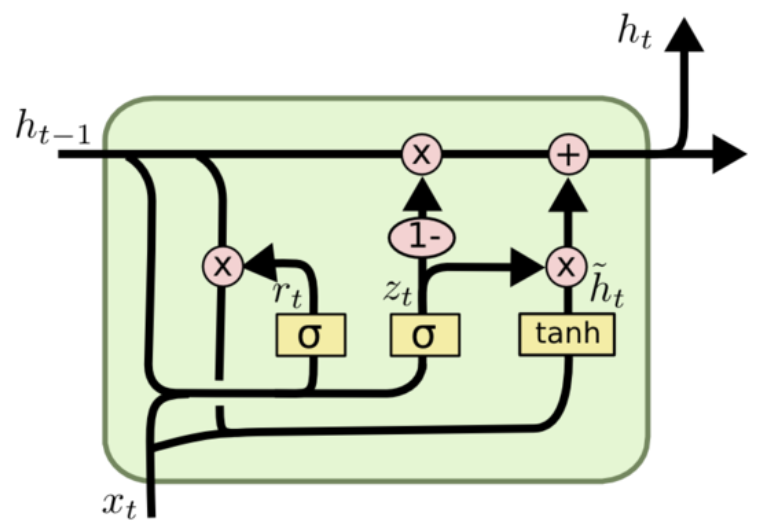 h_t
h_{t-1}
x +
1-
x r_t z_t x h̃_t
σ σ tanh
x_t